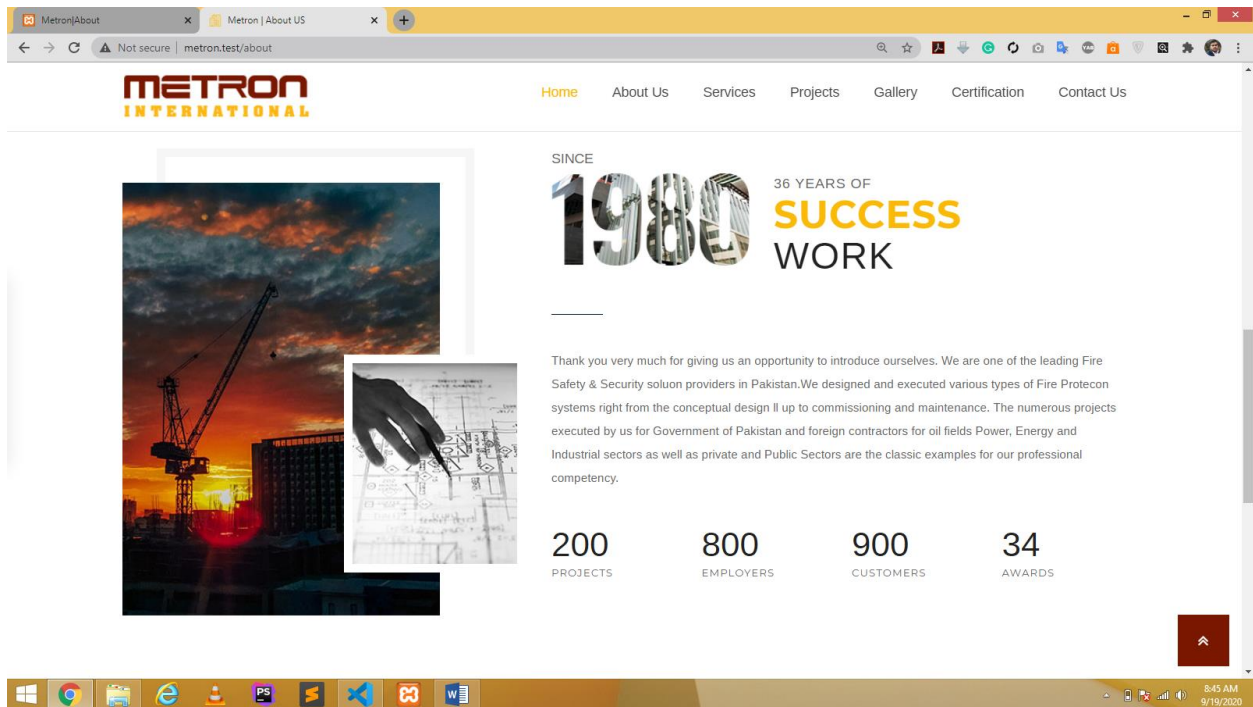 Metron|About
Metron | About US
Not secure | metron.test/about
METRON
INTERNATIONAL
Home About Us Services Projects Gallery Certification Contact Us
SINCE
1980
36 YEARS OF
SUCCESS
WORK
Thank you very much for giving us an opportunity to introduce ourselves. We are one of the leading Fire
Safety & Security soluon providers in Pakistan.We designed and executed various types of Fire Protecon
systems right from the conceptual design ll up to commissioning and maintenance. The numerous projects
executed by us for Government of Pakistan and foreign contractors for oil fields Power, Energy and
Industrial sectors as well as private and Public Sectors are the classic examples for our professional
competency.
200 800 900 34
PROJECTS EMPLOYERS CUSTOMERS AWARDS
PS
8:45 AM
9/19/2020